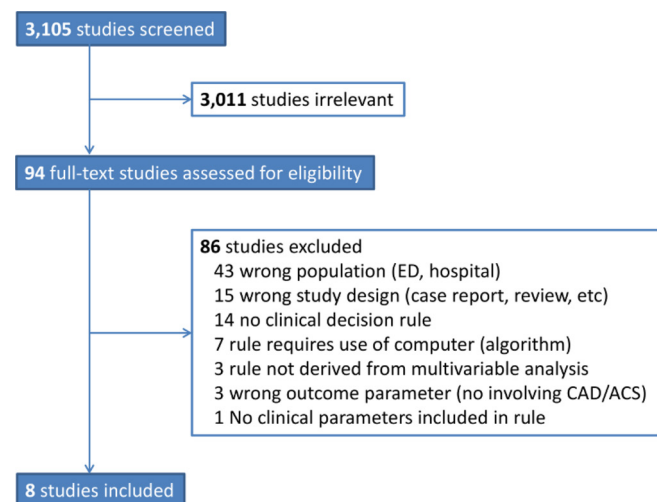 3,105 studies screened
3,011 studies irrelevant
94 full-text studies assessed for eligibility
86 studies excluded
43 wrong population (ED, hospital)
15 wrong study design (case report, review, etc)
14 no clinical decision rule
7 rule requires use of computer (algorithm)
3 rule not derived from multivariable analysis
3 wrong outcome parameter (no involving CAD/ACS)
1 No clinical parameters included in rule
8 studies included